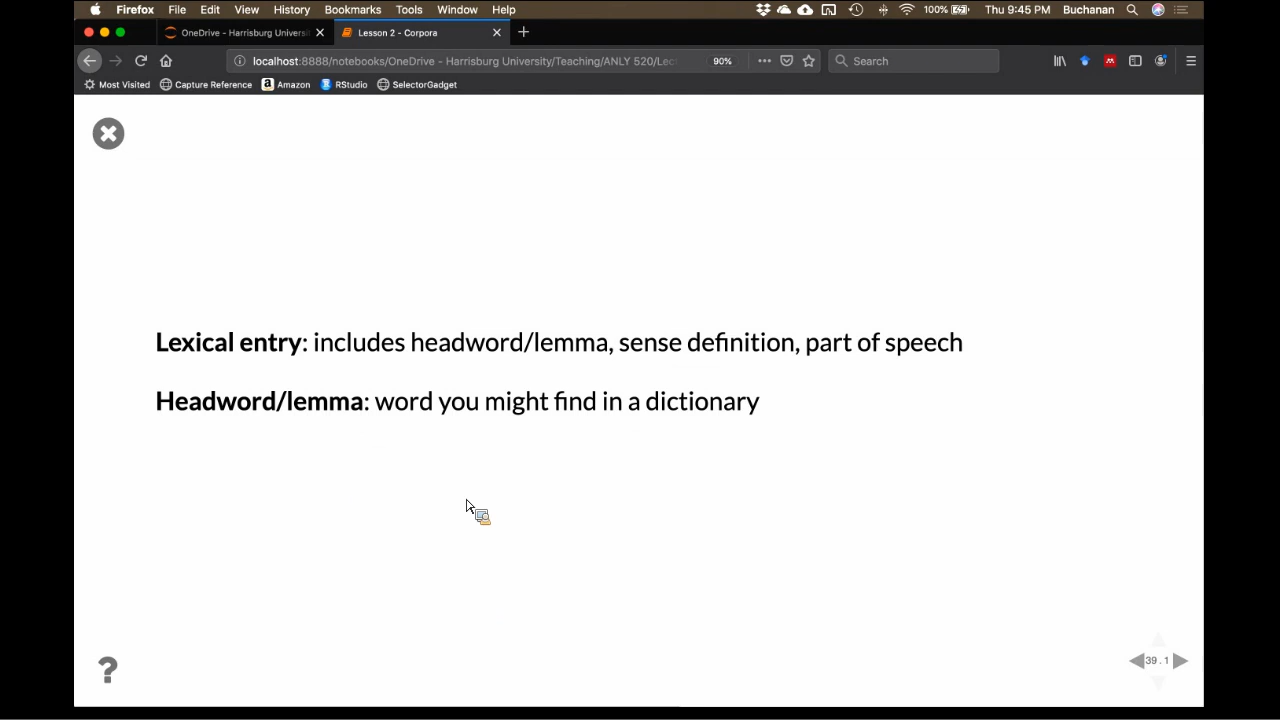 Firefox File Edit View History Bookmarks Tools Window Help 100% Thu 9:45 PM Buchanan
OneDrive - Harrisburg Universi Lesson 2 - Corpora
localhost:8888/notebooks/OneDrive - Harrisburg University/Teaching/ANLY 520/Lec 90% Search
Most Visited Capture Reference Amazon RStudio SelectorGadget
Lexical entry: includes headword/lemma, sense definition, part of speech
Headword/lemma: word you might find in a dictionary
?
39.1